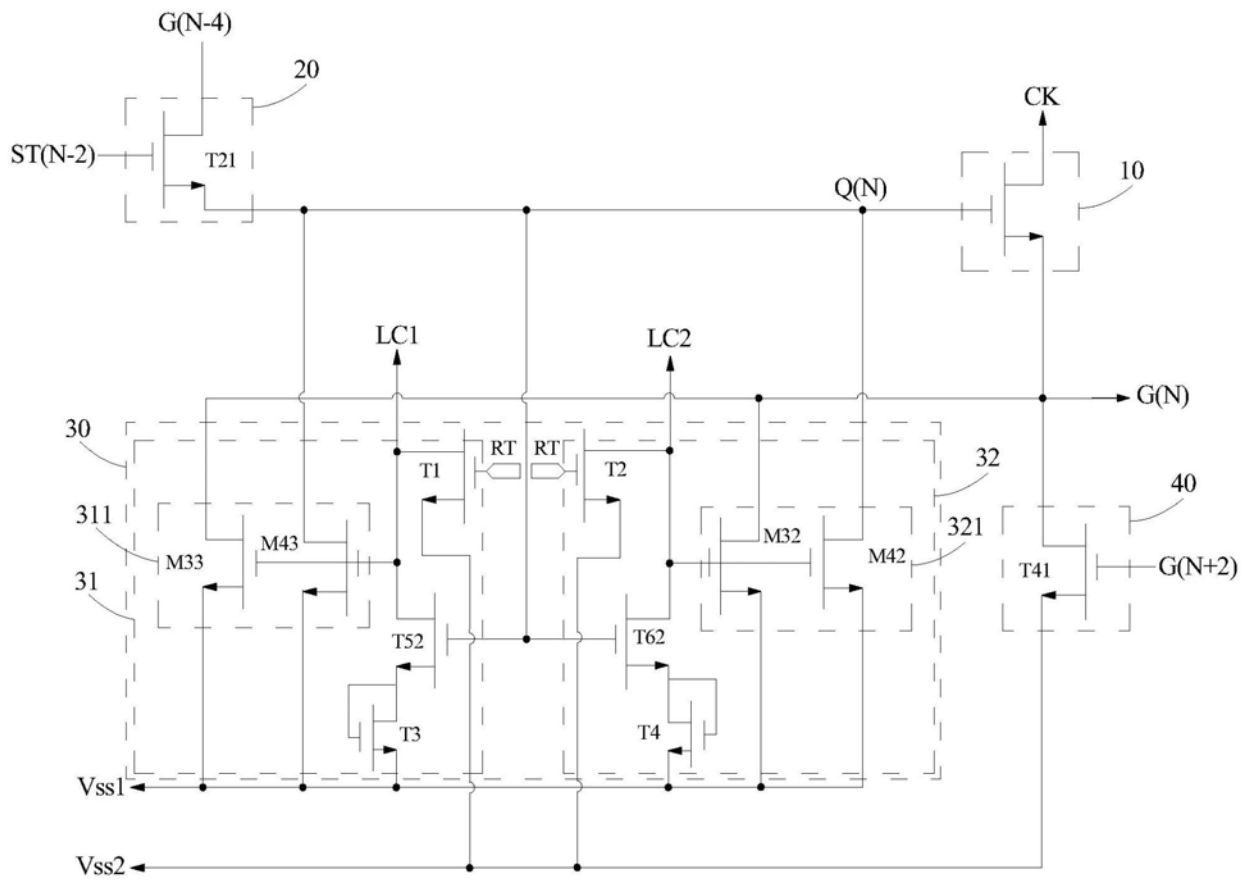 G(N-4)
20
CK
ST(N-2)
T21
10
Q(N)
LC1
LC2
G(N)
30
RT
RT
T1
T2
32
40
311
M43
M32
321
M33
M42
T41
G(N+2)
31
T52
T62
T3
T4
Vss1
Vss2